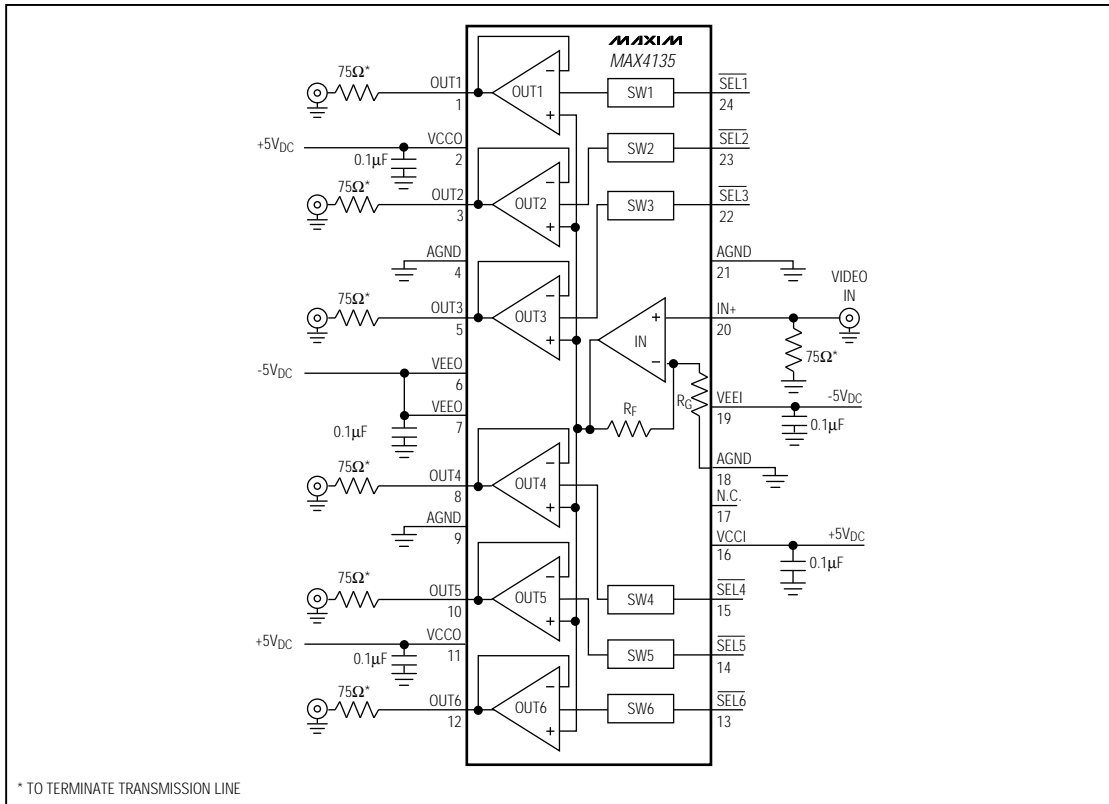 MAXIM
MAX4135
75Ω*
OUT1
1
OUT1
SW1
SEL1
24
+5VDC
0.1µF
VCCO
2
SW2
SEL2
23
75Ω*
OUT2
3
OUT2
SW3
SEL3
22
AGND
4
AGND
21
VIDEO
IN
75Ω*
OUT3
5
OUT3
IN
IN+
20
75Ω*
-5VDC
VEEO
6
VEEO
7
0.1µF
RF
RG
VEEI
19
-5VDC
0.1µF
AGND
18
N.C.
17
75Ω*
OUT4
8
OUT4
AGND
9
VCCI
16
+5VDC
0.1µF
75Ω*
OUT5
10
OUT5
SW4
SEL4
15
+5VDC
0.1µF
VCCO
11
SW5
SEL5
14
75Ω*
OUT6
12
OUT6
SW6
SEL6
13
* TO TERMINATE TRANSMISSION LINE